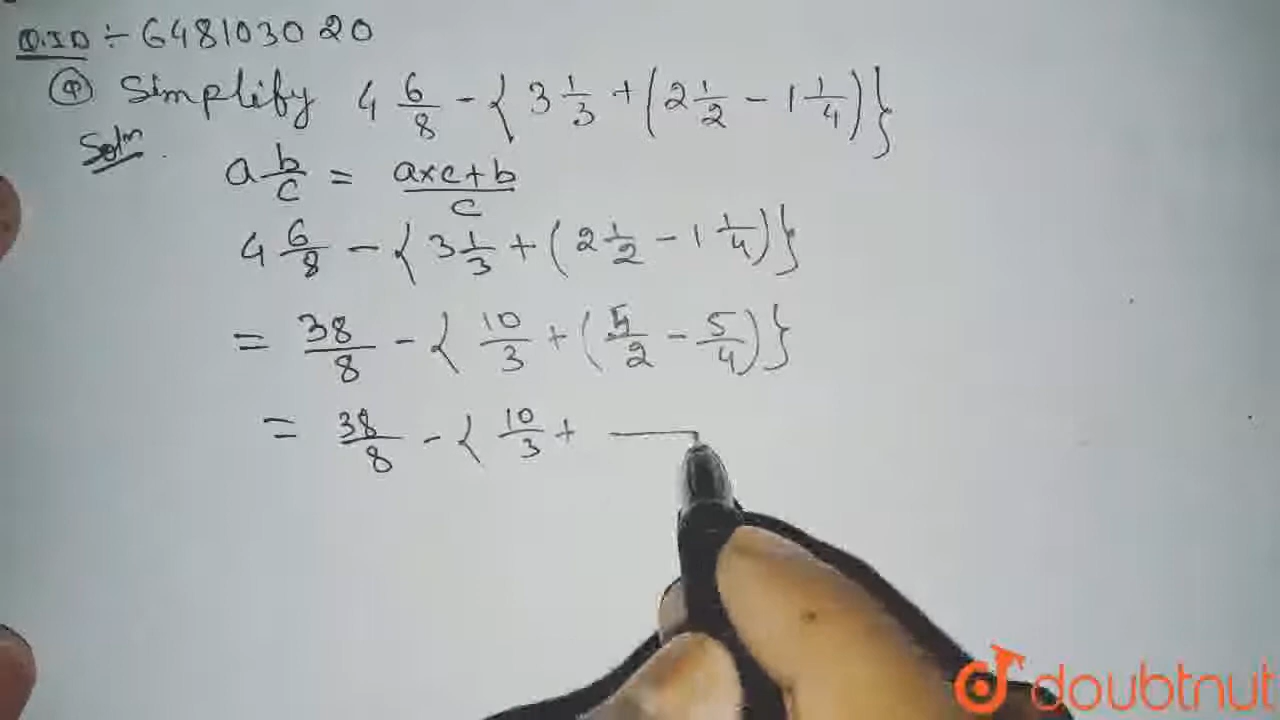 Q.ID ÷ 648103020
Q Simplify 4 6/8 - { 3 1/3 + ( 2 1/2 - 1 1/4 ) }
Soln.
a b/c = a×c+b/c
4 6/8 - { 3 1/3 + ( 2 1/2 - 1 1/4 ) }
= 38/8 - { 10/3 + ( 5/2 - 5/4 ) }
= 38/8 - { 10/3 +
doubtnut